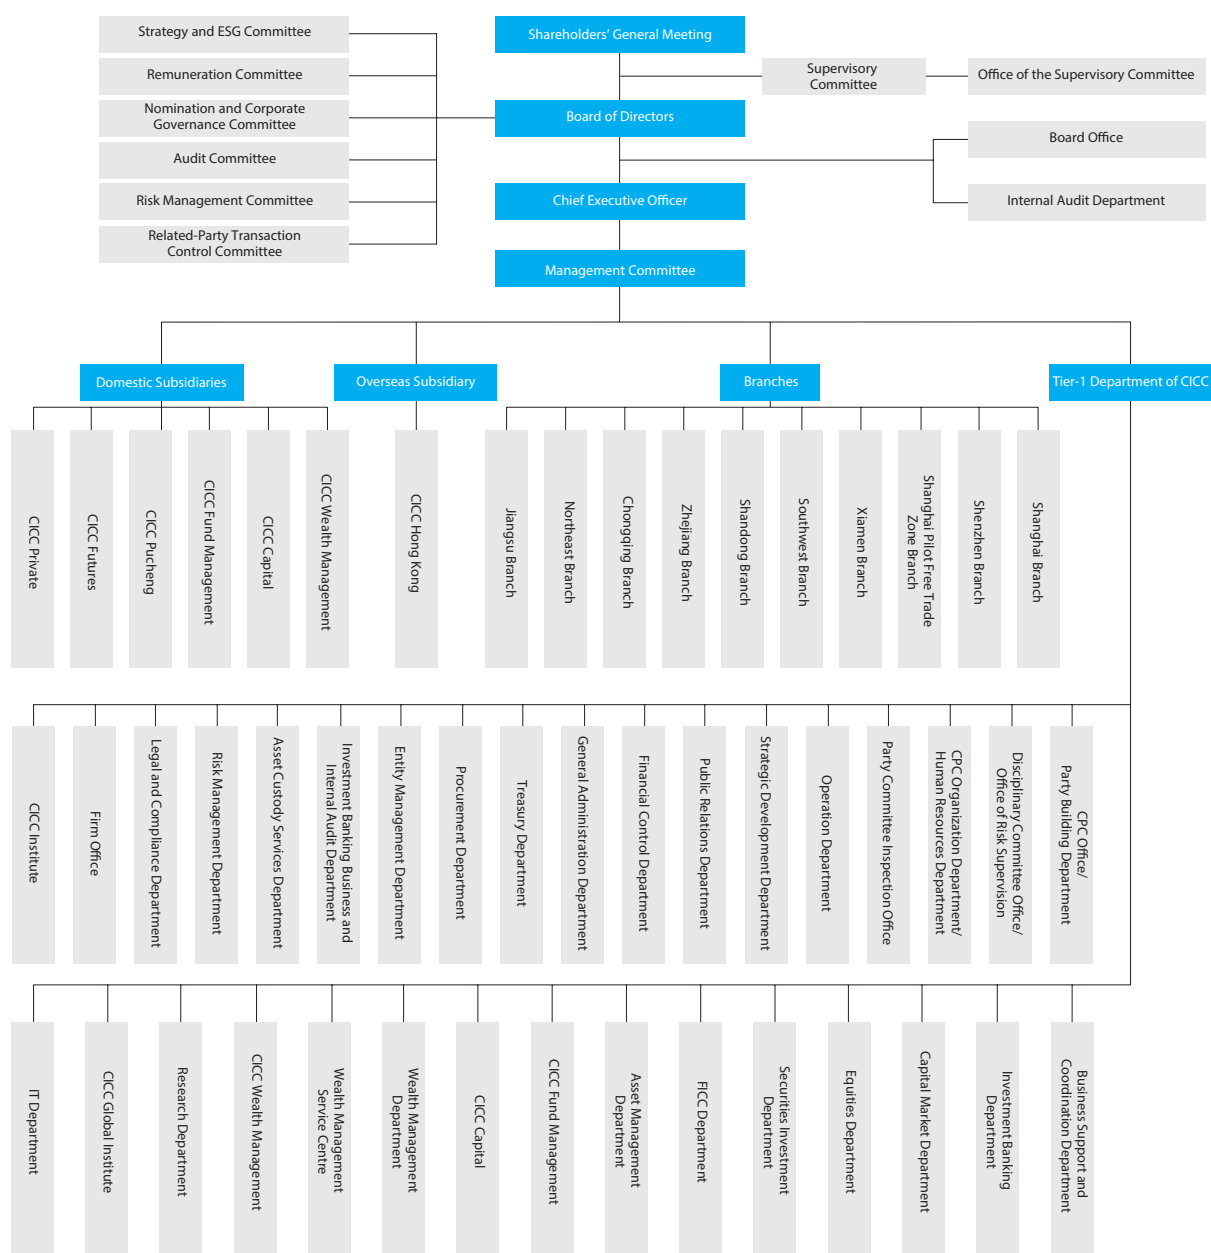 Strategy and ESG Committee
Remuneration Committee
Nomination and Corporate
Governance Committee
Audit Committee
Risk Management Committee
Related-Party Transaction
Control Committee
Shareholders’ General Meeting
Supervisory
Committee
Office of the Supervisory Committee
Board of Directors
Board Office
Internal Audit Department
Chief Executive Officer
Management Committee
Domestic Subsidiaries
Overseas Subsidiary
Branches
Tier-1 Department of CICC
CICC Private
CICC Futures
CICC Pucheng
CICC Fund Management
CICC Capital
CICC Wealth Management
CICC Hong Kong
Jiangsu Branch
Northeast Branch
Chongqing Branch
Zhejiang Branch
Shandong Branch
Southwest Branch
Xiamen Branch
Shanghai Pilot Free Trade
Zone Branch
Shenzhen Branch
Shanghai Branch
CICC Institute
Firm Office
Legal and Compliance Department
Risk Management Department
Asset Custody Services Department
Investment Banking Business and
Internal Audit Department
Entity Management Department
Procurement Department
Treasury Department
General Administration Department
Financial Control Department
Public Relations Department
Strategic Development Department
Operation Department
Party Committee Inspection Office
CPC Organization Department/
Human Resources Department
Disciplinary Committee Office/
Office of Risk Supervision
CPC Office/
Party Building Department
IT Department
CICC Global Institute
Research Department
CICC Wealth Management
Wealth Management
Service Centre
Wealth Management
Department
CICC Capital
CICC Fund Management
Asset Management
Department
FICC Department
Securities Investment
Department
Equities Department
Capital Market Department
Investment Banking
Department
Business Support and
Coordination Department